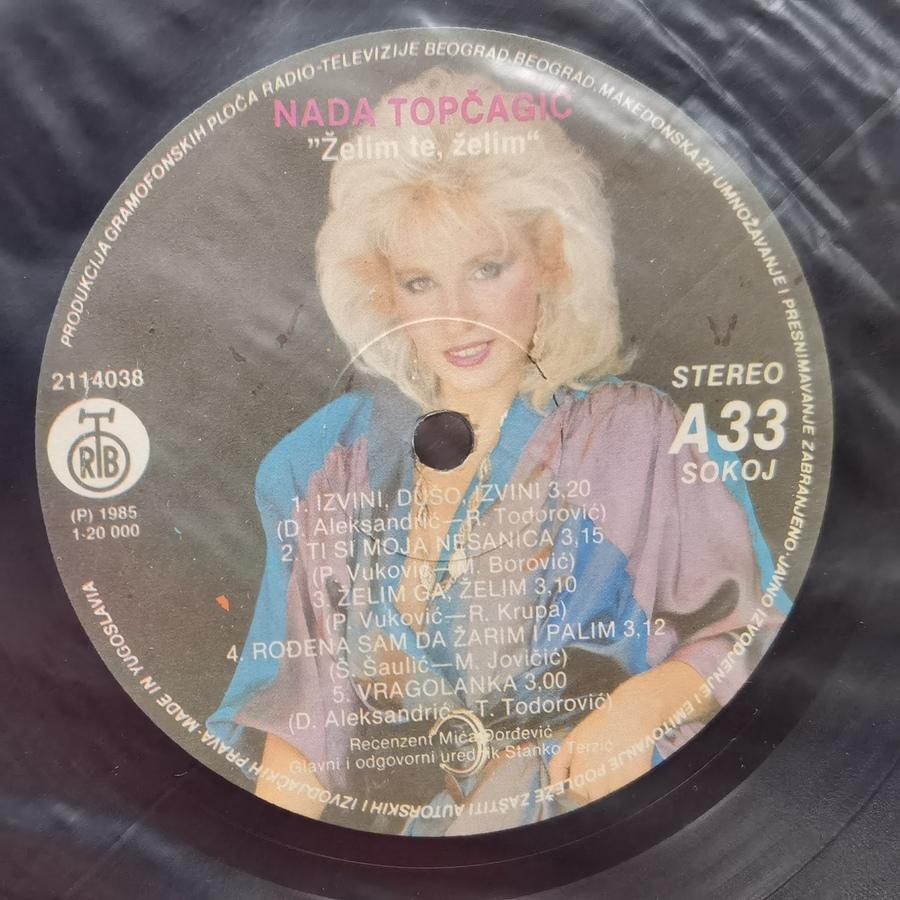 PRODUKCIJA GRAMOFONSKIH PLOČA RADIO-TELEVIZIJE BEOGRAD, BEOGRAD, MAKEDONSKA 21 · UMNOŽAVANJE I PRESNIMAVANJE ZABRANJENO · JAVNO IZVODJENJE I EMITOVANJE PODLEŽE ZAŠTITI AUTORSKIH I IZVODJAČKIH PRAVA · MADE IN YUGOSLAVIA
NADA TOPČAGIĆ
"Želim te, želim"
2114038
RTB
(P) 1985
1-20 000
STEREO
A 33
SOKOJ
1. IZVINI, DUŠO, IZVINI 3,20
(D. Aleksandrić — R. Todorović)
2. TI SI MOJA NESANICA 3,15
(P. Vuković — M. Borović)
3. ŽELIM GA, ŽELIM 3,10
(P. Vuković — R. Krupa)
4. ROĐENA SAM DA ŽARIM I PALIM 3,12
(Š. Šaulić — M. Jovičić)
5. VRAGOLANKA 3,00
(D. Aleksandrić — T. Todorović)
Recenzent Mića Đorđević
Glavni i odgovorni urednik Stanko Terzić